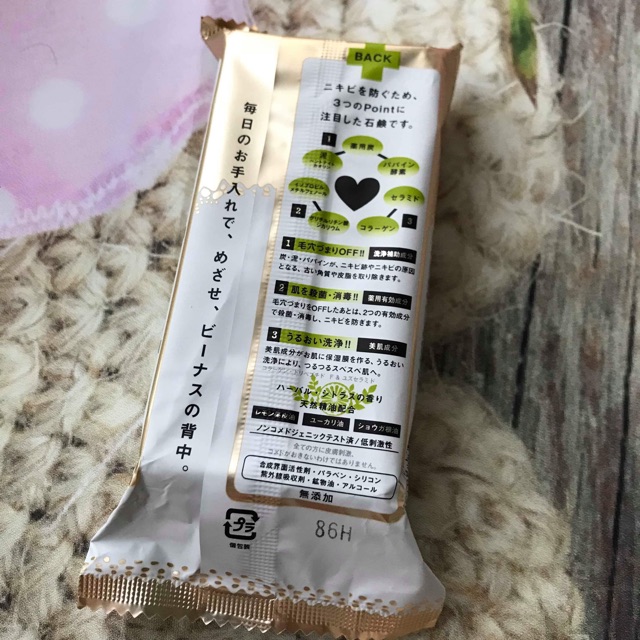 BACK
ニキビを防ぐため、
3つのPointに
注目した石鹸です。
1
薬用炭
パパイン
酵素
セラミド
3
コラーゲン
2
毎日のお手入れで、めざせ、ビーナスの背中。
1 毛穴つまりOFF!! 洗浄補助成分
炭・泥・パパインが、ニキビ跡やニキビの原因
となる、古い角質や皮脂を取り除きます。
2 肌を殺菌・消毒!! 薬用有効成分
毛穴つまりをOFFしたあとは、2つの有効成分
で殺菌・消毒し、ニキビを防ぎます。
3 うるおい洗浄!! 美肌成分
美肌成分がお肌に保湿膜を作る、うるおい
洗浄により、つるつるスベスベ肌へ。
ハーバルシトラスの香り
天然精油配合
ユーカリ油
ノンコメドジェニックテスト済/低刺激性
合成界面活性剤・パラベン・シリコン
紫外線吸収剤・鉱物油・アルコール
無添加
プラ
個包装
86H